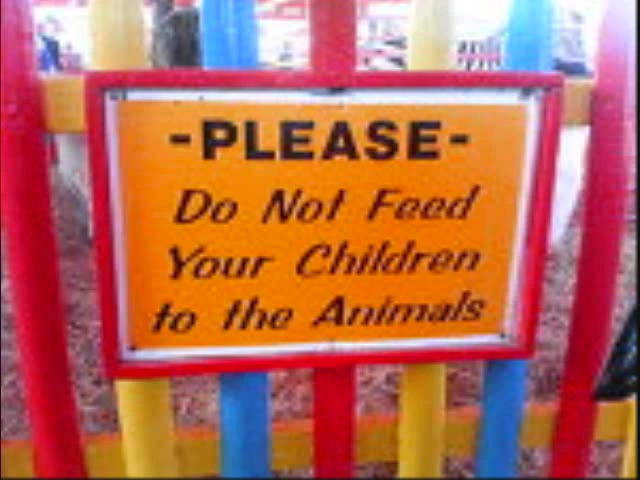 -PLEASE-
Do Not Feed
Your Children
to the Animals